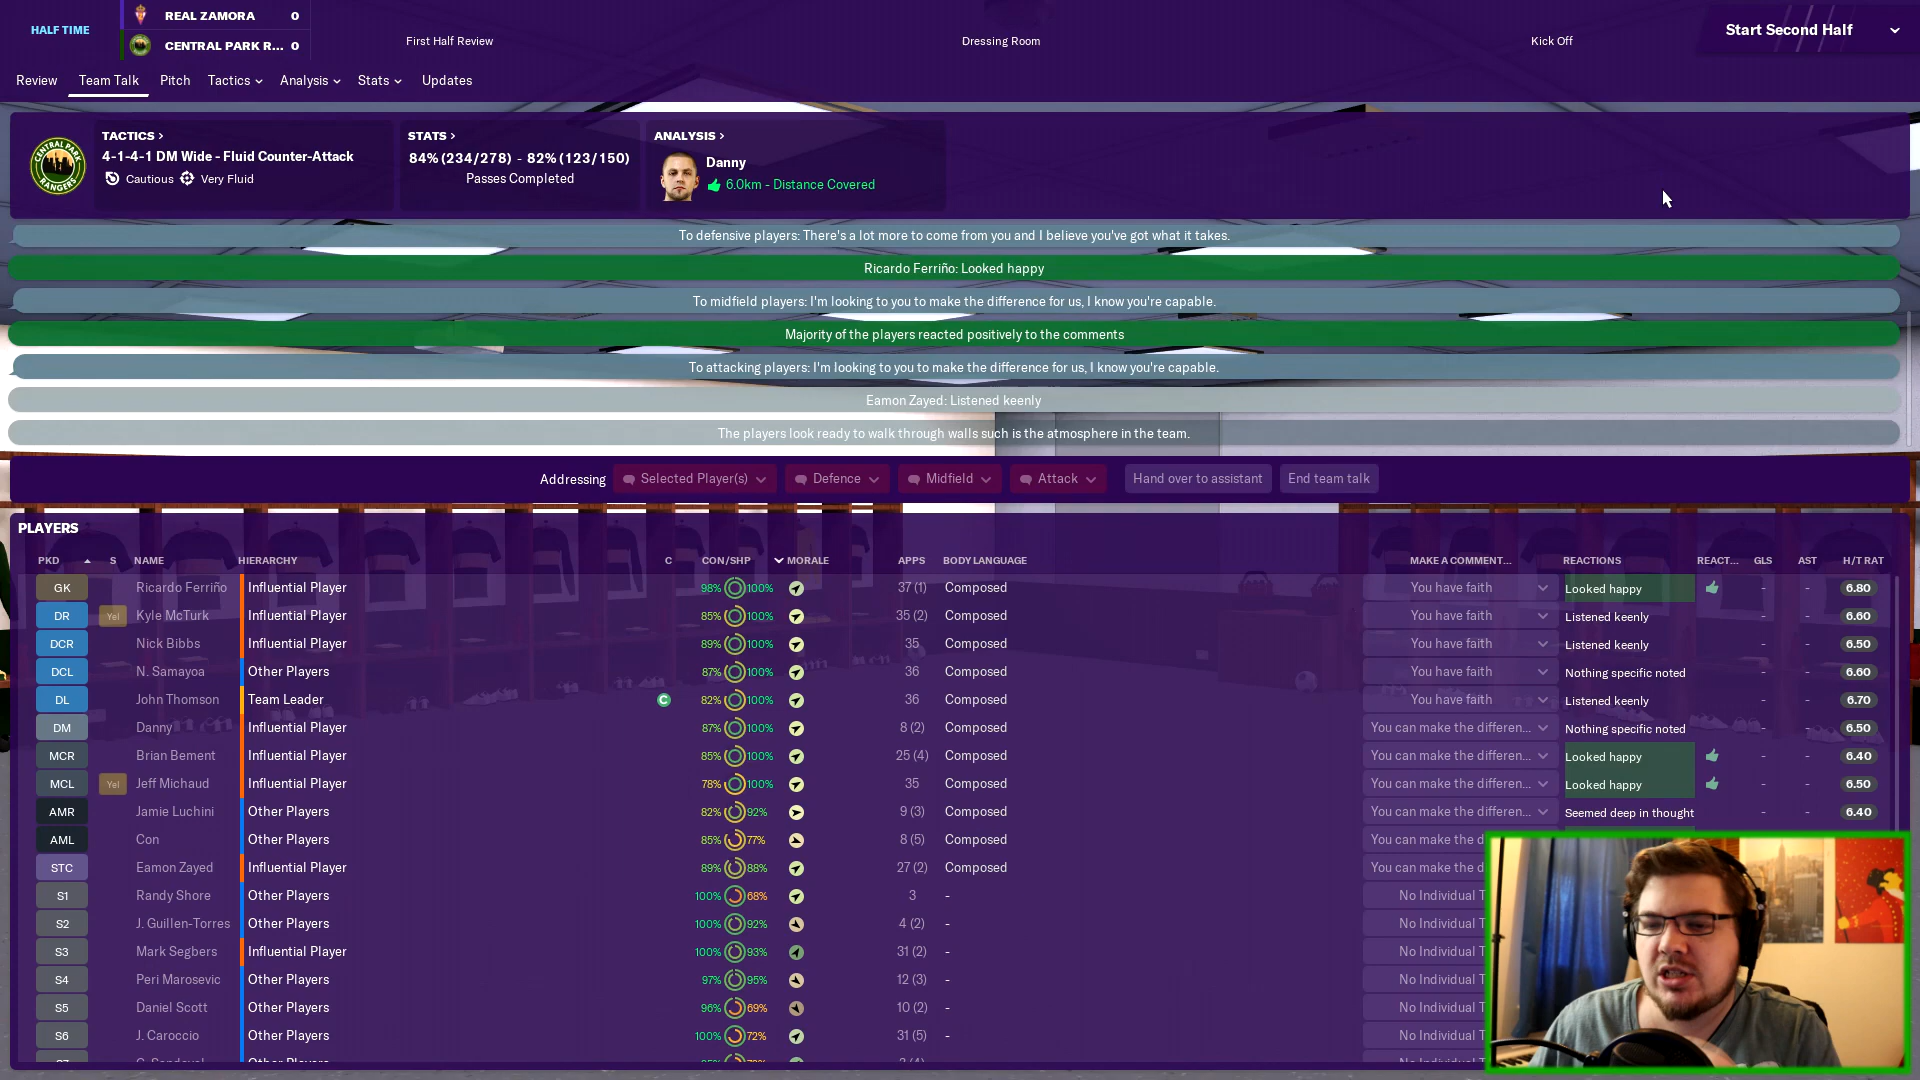 HALF TIME
REAL ZAMORA 0
CENTRAL PARK R... 0
First Half Review
Dressing Room
Kick Off
Start Second Half
Review Team Talk Pitch Tactics Analysis Stats Updates
CENTRAL PARK RANGERS
TACTICS >
4-1-4-1 DM Wide - Fluid Counter-Attack
Cautious Very Fluid
STATS >
84% (234/278) - 82% (123/150)
Passes Completed
ANALYSIS >
Danny
6.0km - Distance Covered
To defensive players: There's a lot more to come from you and I believe you've got what it takes.
Ricardo Ferriño: Looked happy
To midfield players: I'm looking to you to make the difference for us, I know you're capable.
Majority of the players reacted positively to the comments
To attacking players: I'm looking to you to make the difference for us, I know you're capable.
Eamon Zayed: Listened keenly
The players look ready to walk through walls such is the atmosphere in the team.
Addressing Selected Player(s) Defence Midfield Attack Hand over to assistant End team talk
PLAYERS
PKD S NAME HIERARCHY C CON/SHP MORALE APPS BODY LANGUAGE MAKE A COMMENT... REACTIONS REACT... GLS AST H/T RAT
GK Ricardo Ferriño Influential Player 98% 100% 37 (1) Composed You have faith Looked happy - - 6.80
DR Yel Kyle McTurk Influential Player 85% 100% 35 (2) Composed You have faith Listened keenly - - 6.60
DCR Nick Bibbs Influential Player 89% 100% 35 Composed You have faith Listened keenly - - 6.50
DCL N. Samayoa Other Players 87% 100% 36 Composed You have faith Nothing specific noted - - 6.60
DL John Thomson Team Leader C 82% 100% 36 Composed You have faith Listened keenly - - 6.70
DM Danny Influential Player 87% 100% 8 (2) Composed You can make the differen... Nothing specific noted - - 6.50
MCR Brian Bement Influential Player 85% 100% 25 (4) Composed You can make the differen... Looked happy - - 6.40
MCL Yel Jeff Michaud Influential Player 78% 100% 35 Composed You can make the differen... Looked happy - - 6.50
AMR Jamie Luchini Other Players 82% 92% 9 (3) Composed You can make the differen... Seemed deep in thought - - 6.40
AML Con Other Players 85% 77% 8 (5) Composed You can make the d
STC Eamon Zayed Influential Player 89% 88% 27 (2) Composed You can make the d
S1 Randy Shore Other Players 100% 68% 3 - No Individual T
S2 J. Guillen-Torres Other Players 100% 92% 4 (2) - No Individual T
S3 Mark Segbers Influential Player 100% 93% 31 (2) - No Individual T
S4 Peri Marosevic Other Players 97% 95% 12 (3) - No Individual T
S5 Daniel Scott Other Players 96% 69% 10 (2) - No Individual T
S6 J. Caroccio Other Players 100% 72% 31 (5) - No Individual T
Other Players No Individual T